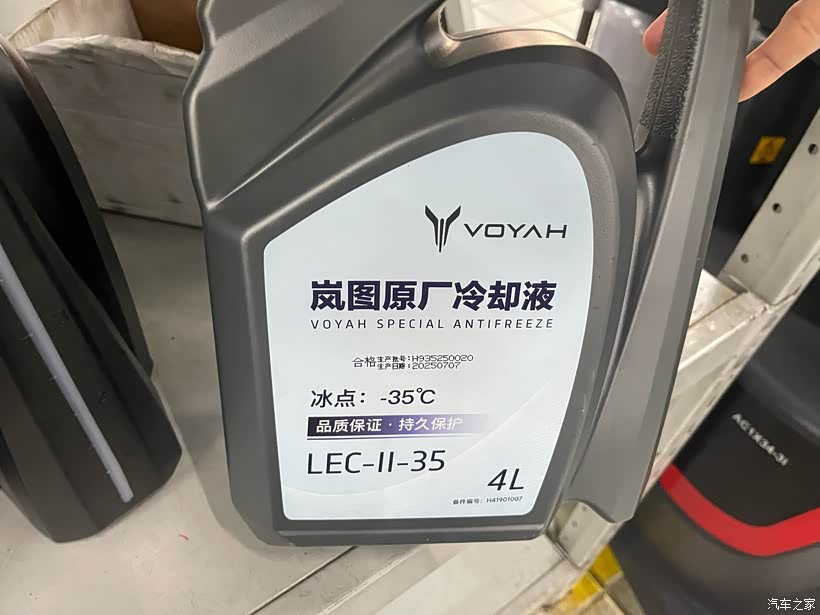 VOYAH
岚图原厂冷却液
VOYAH SPECIAL ANTIFREEZE
合格
生产批号：H935250020
生产日期：20250707
冰点：-35℃
品质保证·持久保护
LEC-II-35
4L
备件编号：H41901007
汽车之家